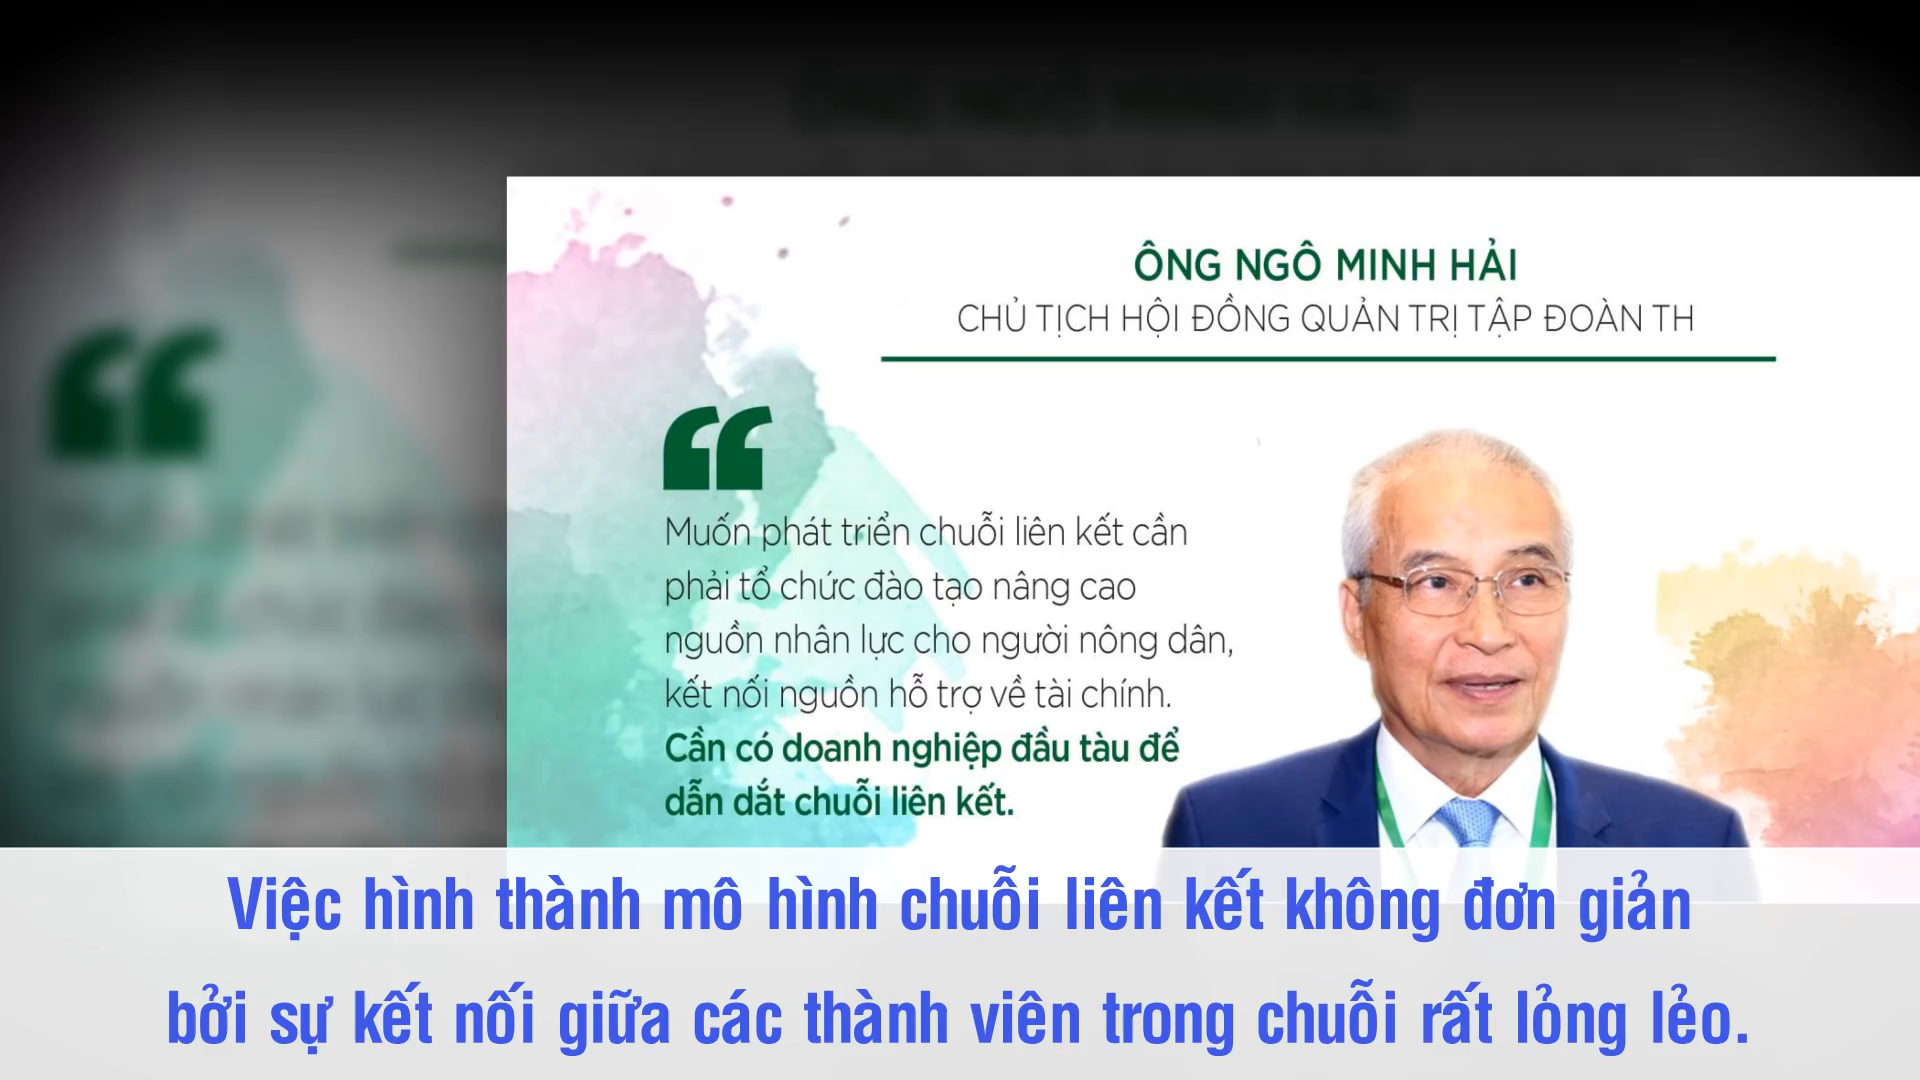 ÔNG NGÔ MINH HẢI
CHỦ TỊCH HỘI ĐỒNG QUẢN TRỊ TẬP ĐOÀN TH
“
Muốn phát triển chuỗi liên kết cần
phải tổ chức đào tạo nâng cao
nguồn nhân lực cho người nông dân,
kết nối nguồn hỗ trợ về tài chính.
Cần có doanh nghiệp đầu tàu để
dẫn dắt chuỗi liên kết.
Việc hình thành mô hình chuỗi liên kết không đơn giản
bởi sự kết nối giữa các thành viên trong chuỗi rất lỏng lẻo.